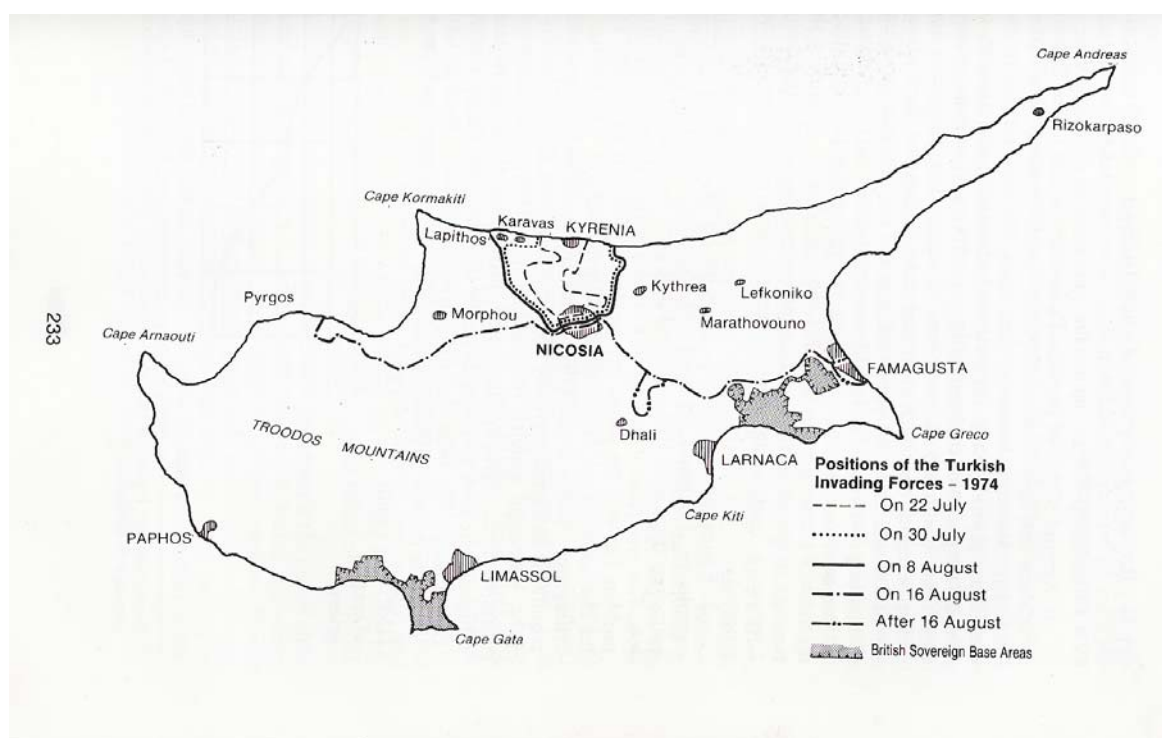 Cape Andreas
Rizokarpaso
Cape Kormakiti
Karavas
KYRENIA
Lapithos
Kythrea
Lefkoniko
Pyrgos
Morphou
Marathovouno
233
Cape Arnaouti
NICOSIA
FAMAGUSTA
Dhali
Cape Greco
TROODOS MOUNTAINS
LARNACA
Positions of the Turkish
Invading Forces – 1974
On 22 July
Cape Kiti
On 30 July
PAPHOS
On 8 August
LIMASSOL
On 16 August
After 16 August
Cape Gata
British Sovereign Base Areas